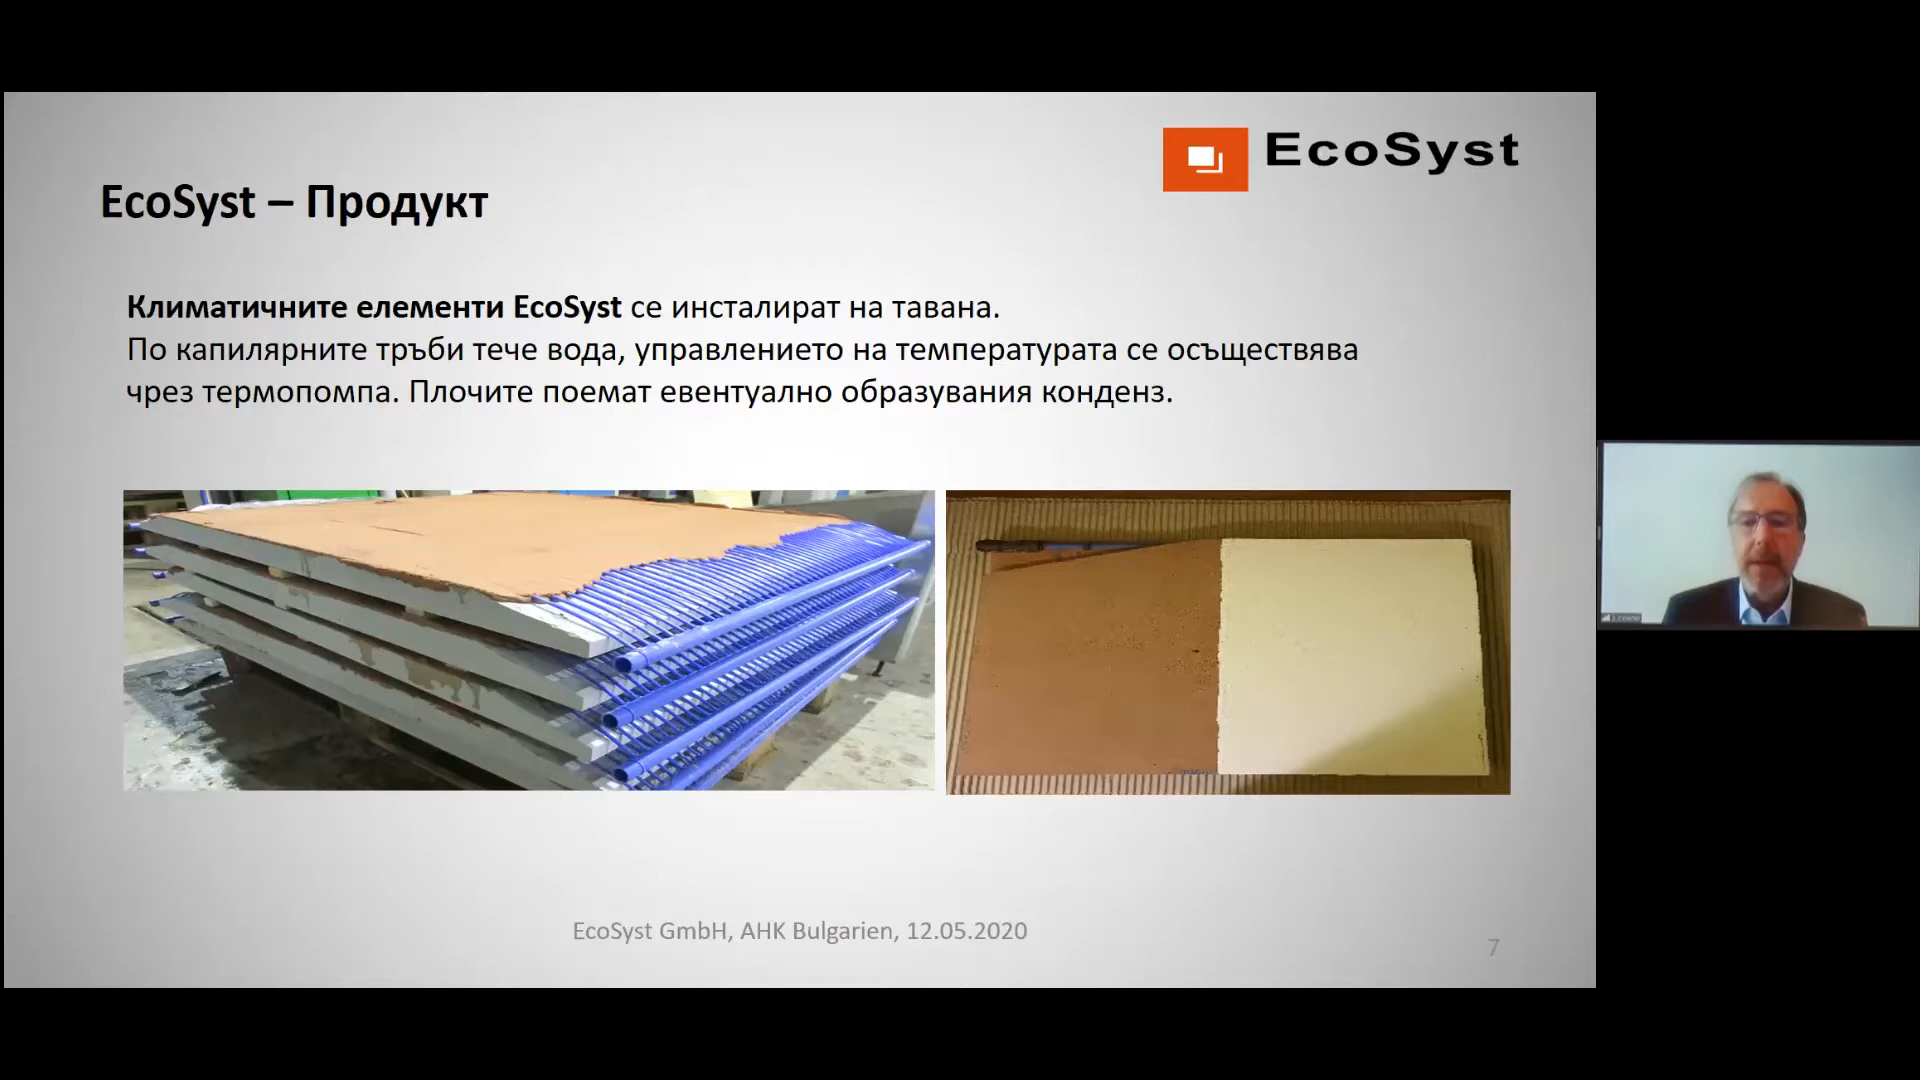 EcoSyst
EcoSyst – Продукт
Климатичните елементи EcoSyst се инсталират на тавана.
По капилярните тръби тече вода, управлението на температурата се осъществява
чрез термопомпа. Плочите поемат евентуално образувания конденз.
EcoSyst GmbH, AHK Bulgarien, 12.05.2020
7